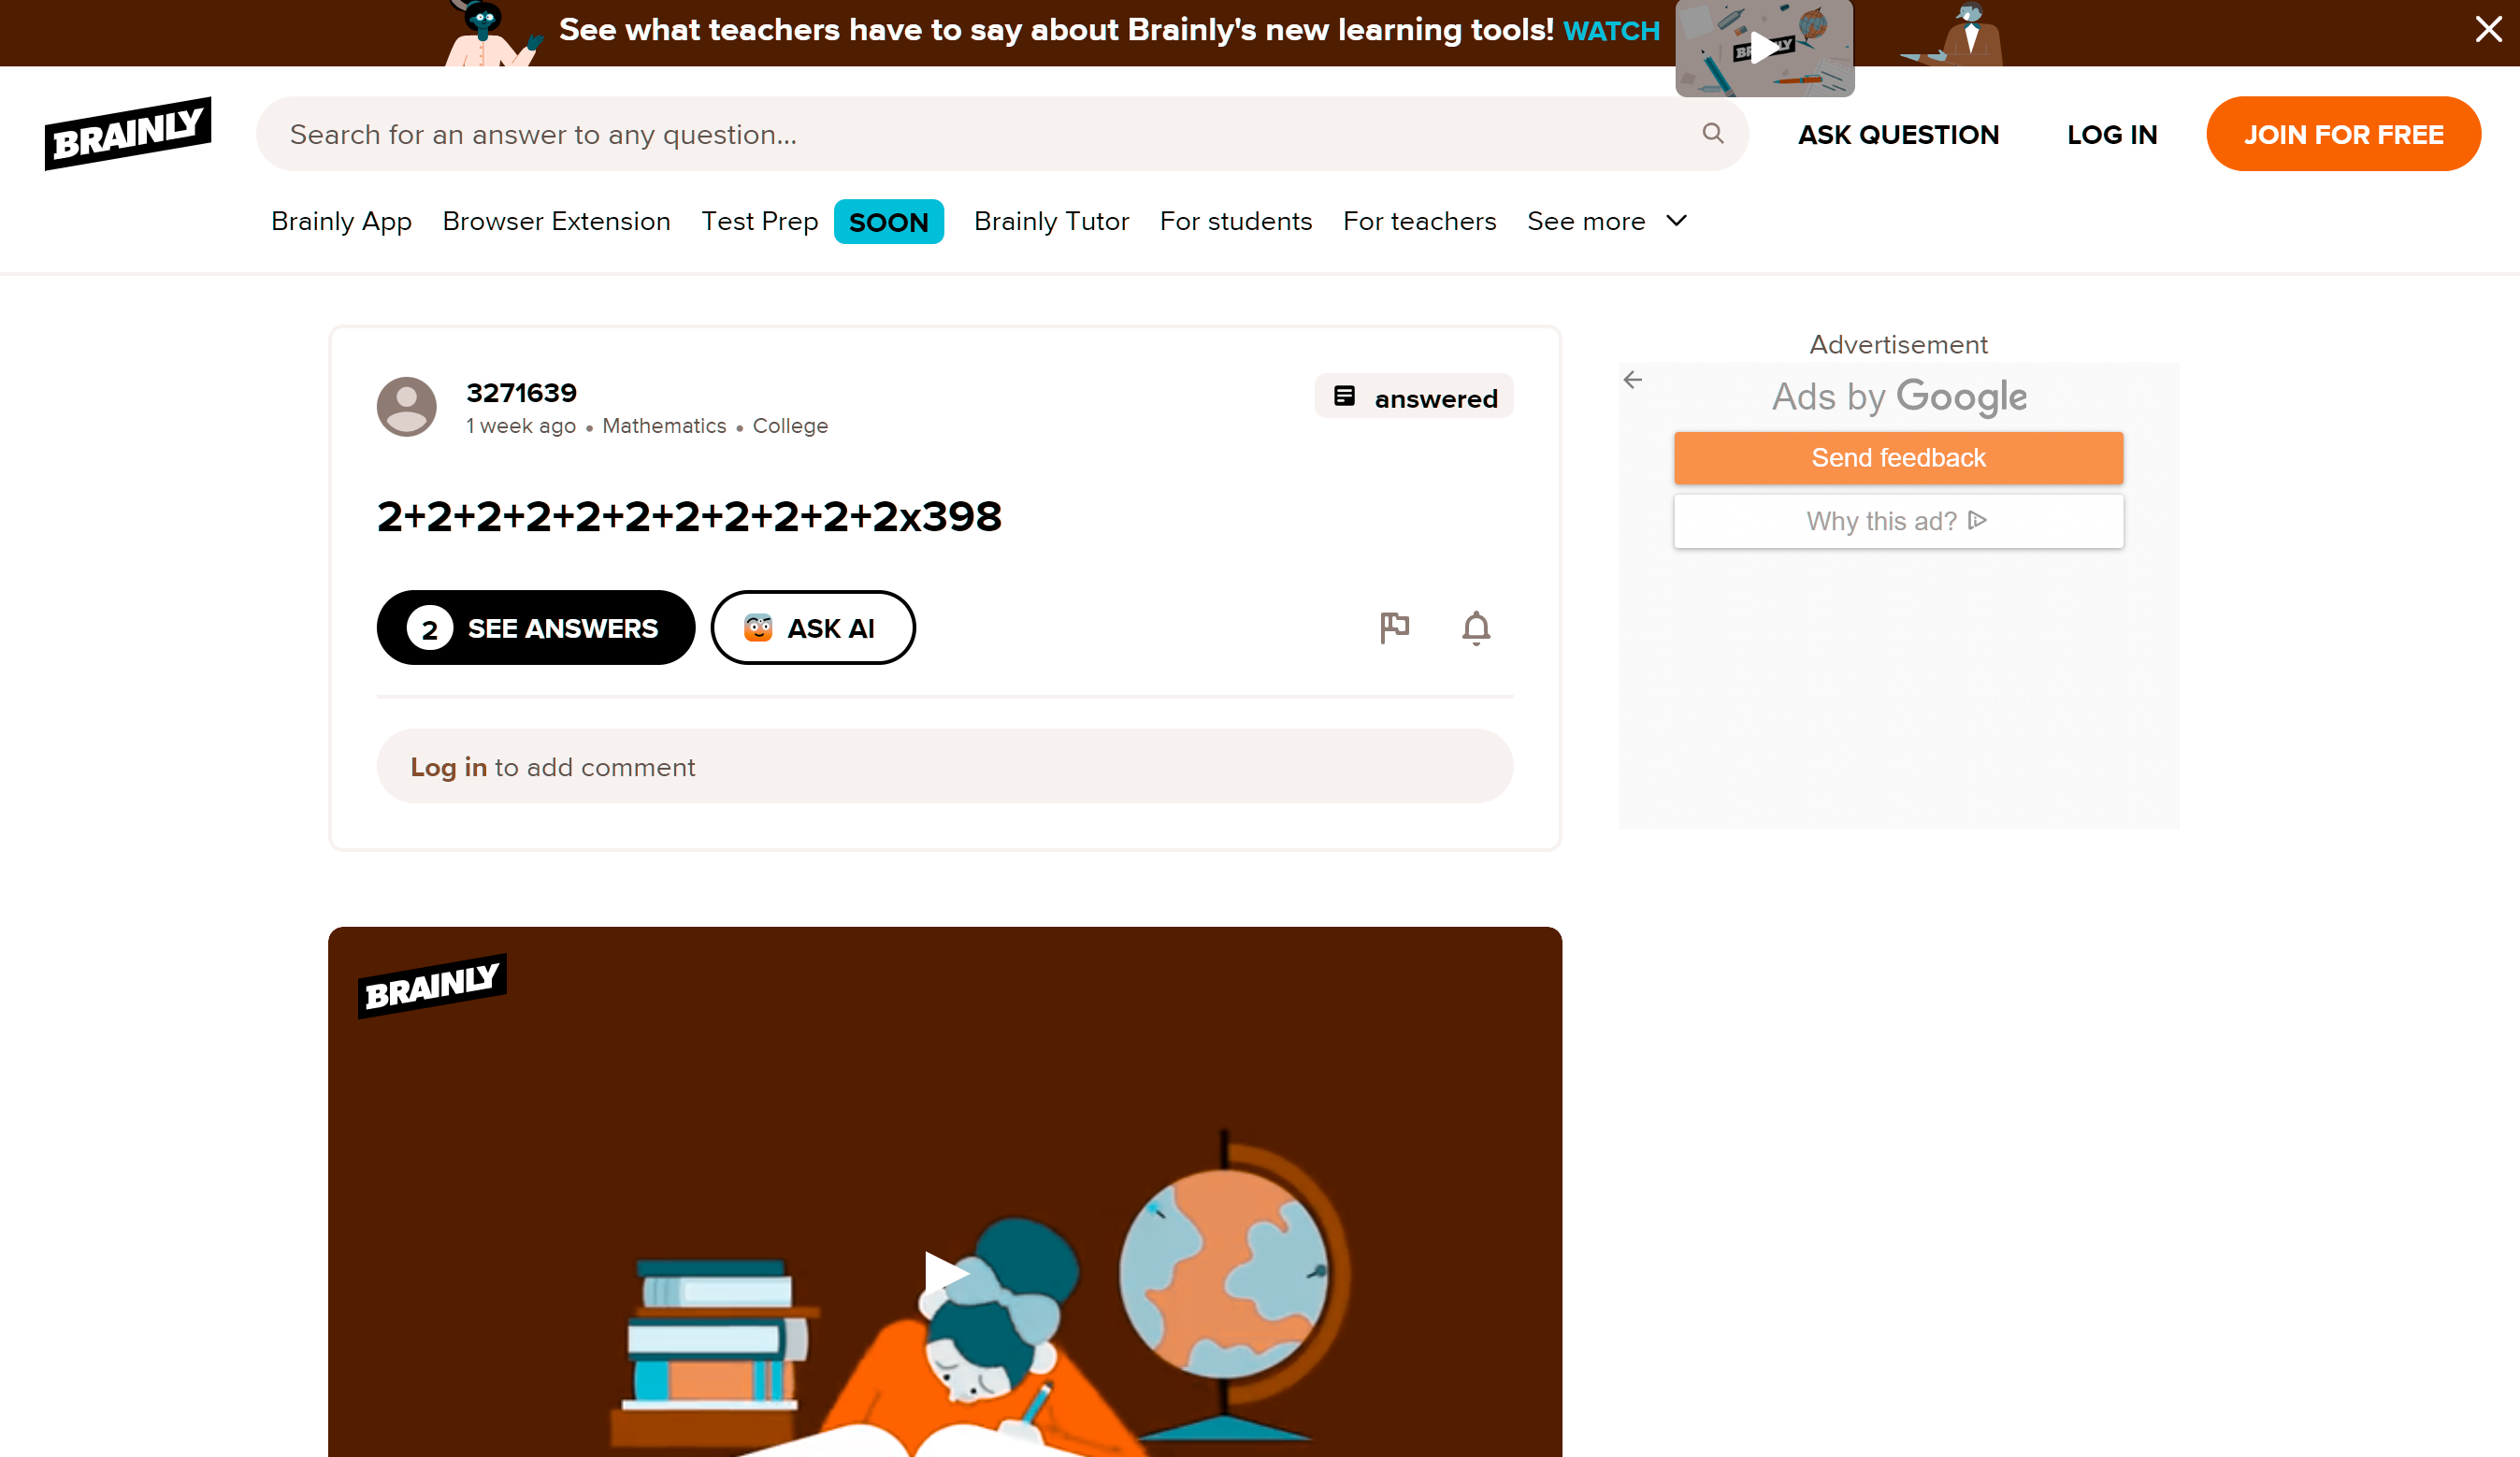 See what teachers have to say about Brainly's new learning tools! WATCH
BRAINLY
Search for an answer to any question...
ASK QUESTION
LOG IN
JOIN FOR FREE
Brainly App
Browser Extension
Test Prep
SOON
Brainly Tutor
For students
For teachers
See more
3271639
1 week ago • Mathematics • College
answered
2+2+2+2+2+2+2+2+2+2+2x398
2 SEE ANSWERS
ASK AI
Log in to add comment
Advertisement
Ads by Google
Send feedback
Why this ad?
BRAINLY